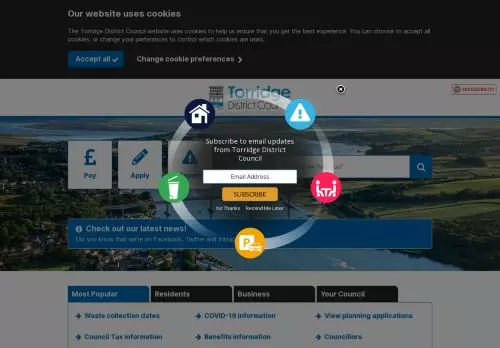 Our website uses cookies
The Torridge District Council website uses cookies to help us ensure that you get the best experience. You can choose to accept all
cookies, or change your preferences to control which cookies are used.
Accept all
Change cookie preferences
Torridge
District Council
ACCESSIBILITY
Subscribe to email updates
from Torridge District
Council
Email Address
SUBSCRIBE
No Thanks Remind Me Later
£
Pay
Apply
P
Check out our latest news!
Did you know that we're on Facebook, Twitter and
Most Popular
Residents
Business
Your Council
Waste collection dates
COVID-19 Information
View planning applications
Council Tax information
Benefits information
Councillors